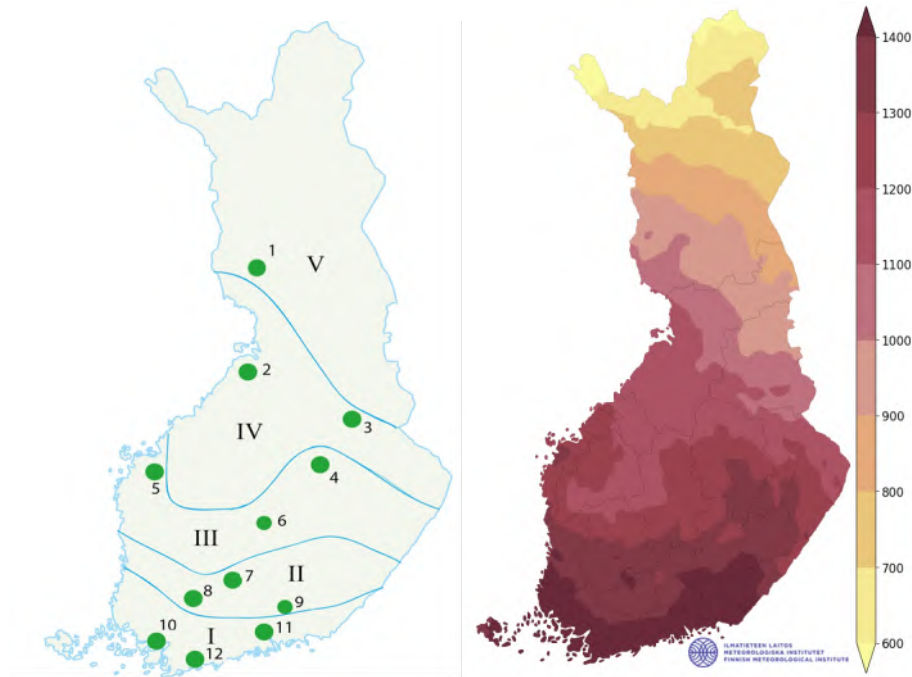 1
V
2
3
IV
4
5
6
III
7
II
8
9
10
I
11
12
1400
1300
1200
1100
1000
900
800
700
600
ILMATIETEEN LAITOS
METEOROLOGISKA INSTITUTET
FINNISH METEOROLOGICAL INSTITUTE